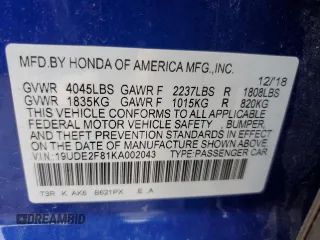 MFD.BY HONDA OF AMERICA MFG.,INC.
12/18
GVWR 4045LBS GAWR F 2237LBS R 1808LBS
GVWR 1835KG GAWR F 1015KG R 820KG
THIS VEHICLE CONFORMS TO ALL APPLICABLE
FEDERAL MOTOR VEHICLE SAFETY,
BUMPER, AND THEFT PREVENTION STANDARDS
IN EFFECT ON THE DATE OF
MANUFACTURE SHOWN ABOVE.
V.I.N:19UDE2F81KA002043 TYPE:PASSENGER CAR
K AK6 B621PX
DREAMBID